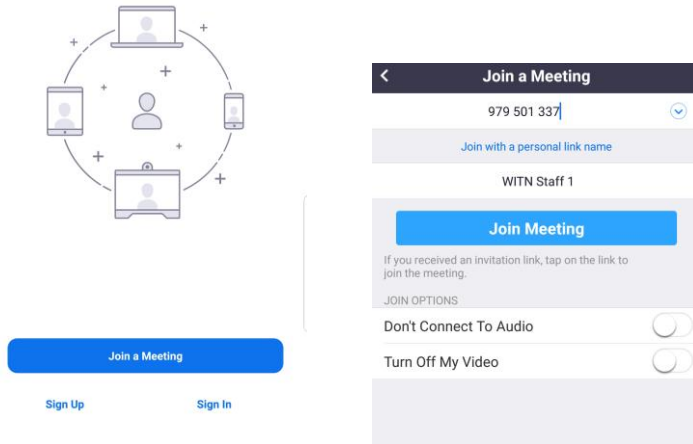 Join a Meeting
Sign Up
Sign In
Join a Meeting
979 501 337
Join with a personal link name
WITN Staff 1
Join Meeting
If you received an invitation link, tap on the link to
join the meeting.
JOIN OPTIONS
Don't Connect To Audio
Turn Off My Video